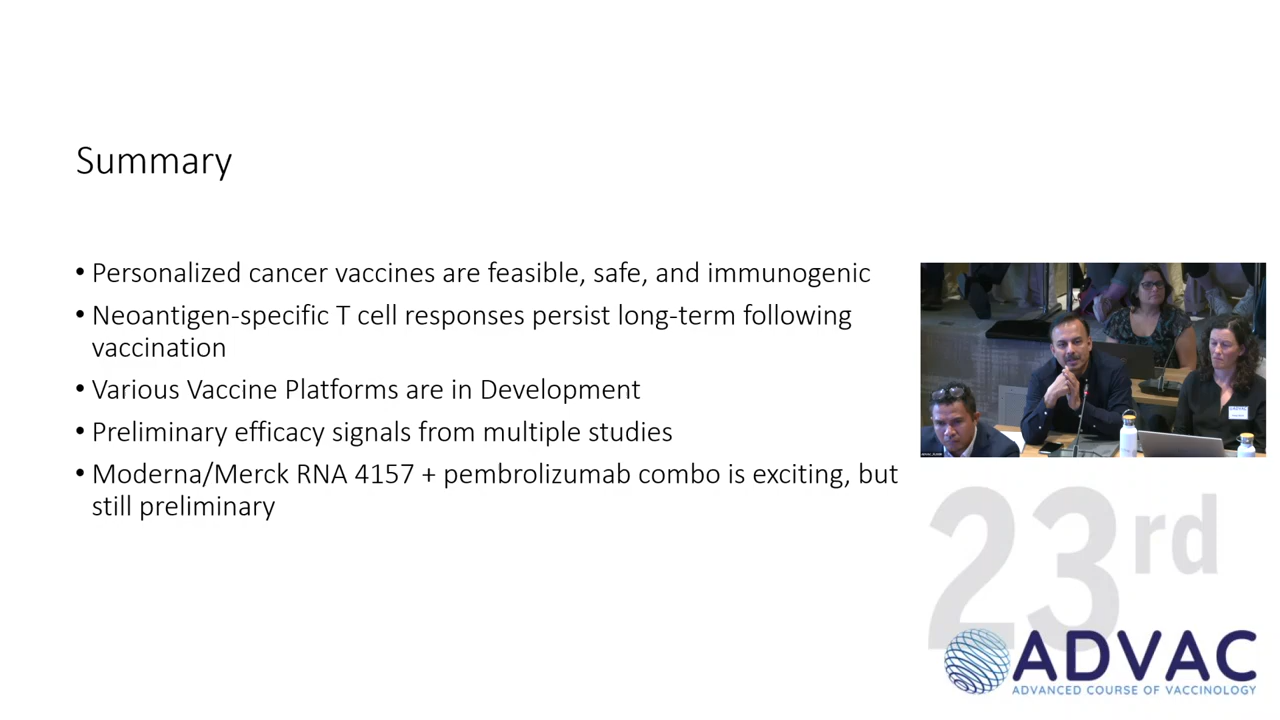 Summary
• Personalized cancer vaccines are feasible, safe, and immunogenic
• Neoantigen-specific T cell responses persist long-term following
vaccination
• Various Vaccine Platforms are in Development
• Preliminary efficacy signals from multiple studies
• Moderna/Merck RNA 4157 + pembrolizumab combo is exciting, but
still preliminary
23rd
ADVAC
ADVANCED COURSE OF VACCINOLOGY